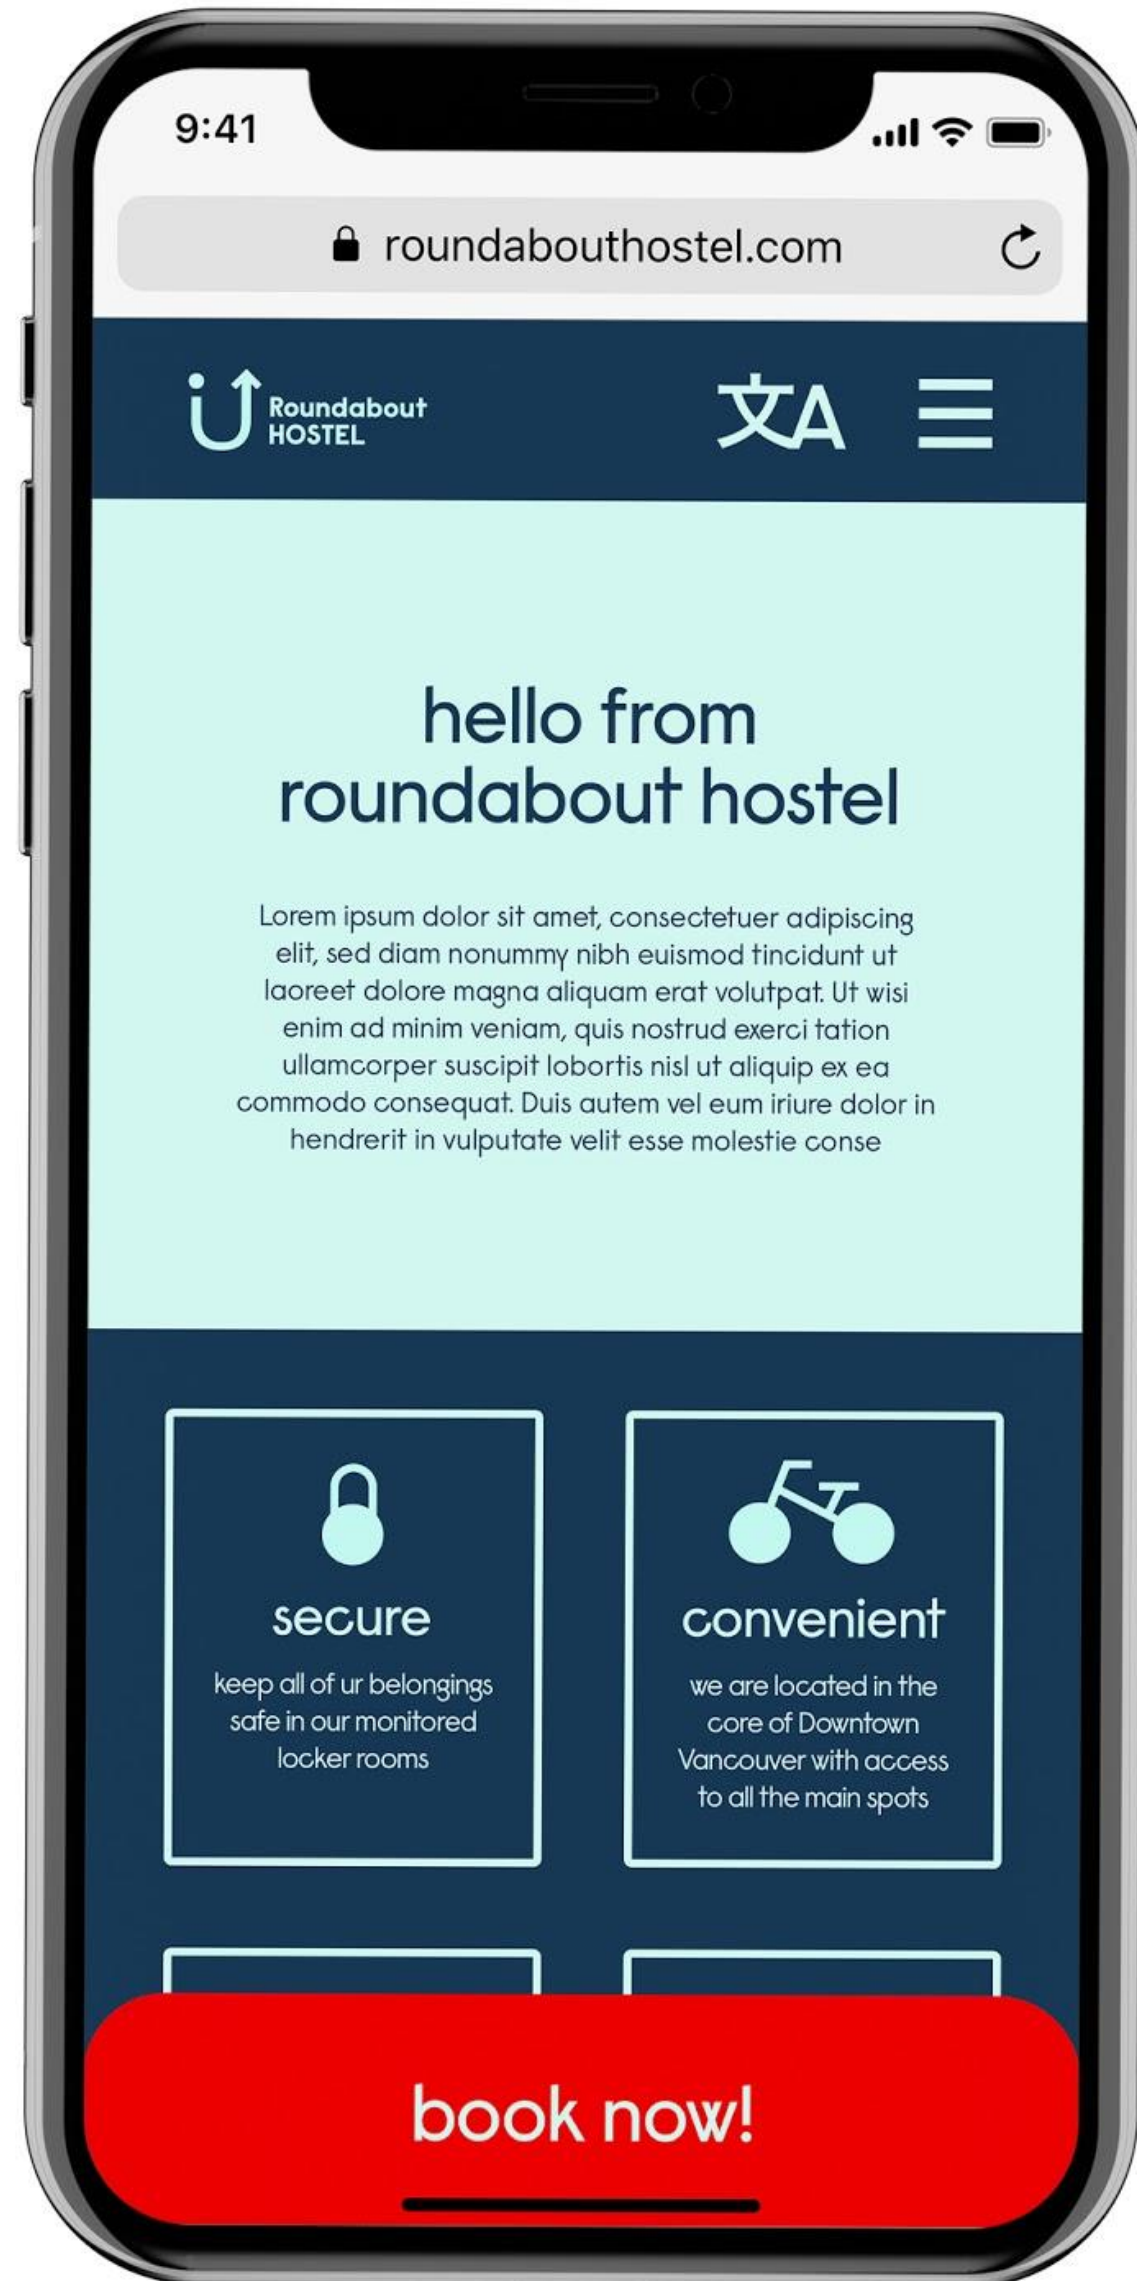 9:41
roundabouthostel.com
Roundabout
HOSTEL
文A
hello from
roundabout hostel
Lorem ipsum dolor sit amet, consectetuer adipiscing
elit, sed diam nonummy nibh euismod tincidunt ut
laoreet dolore magna aliquam erat volutpat. Ut wisi
enim ad minim veniam, quis nostrud exerci tation
ullamcorper suscipit lobortis nisl ut aliquip ex ea
commodo consequat. Duis autem vel eum iriure dolor in
hendrerit in vulputate velit esse molestie conse
secure
keep all of ur belongings
safe in our monitored
locker rooms
convenient
we are located in the
core of Downtown
Vancouver with access
to all the main spots
book now!